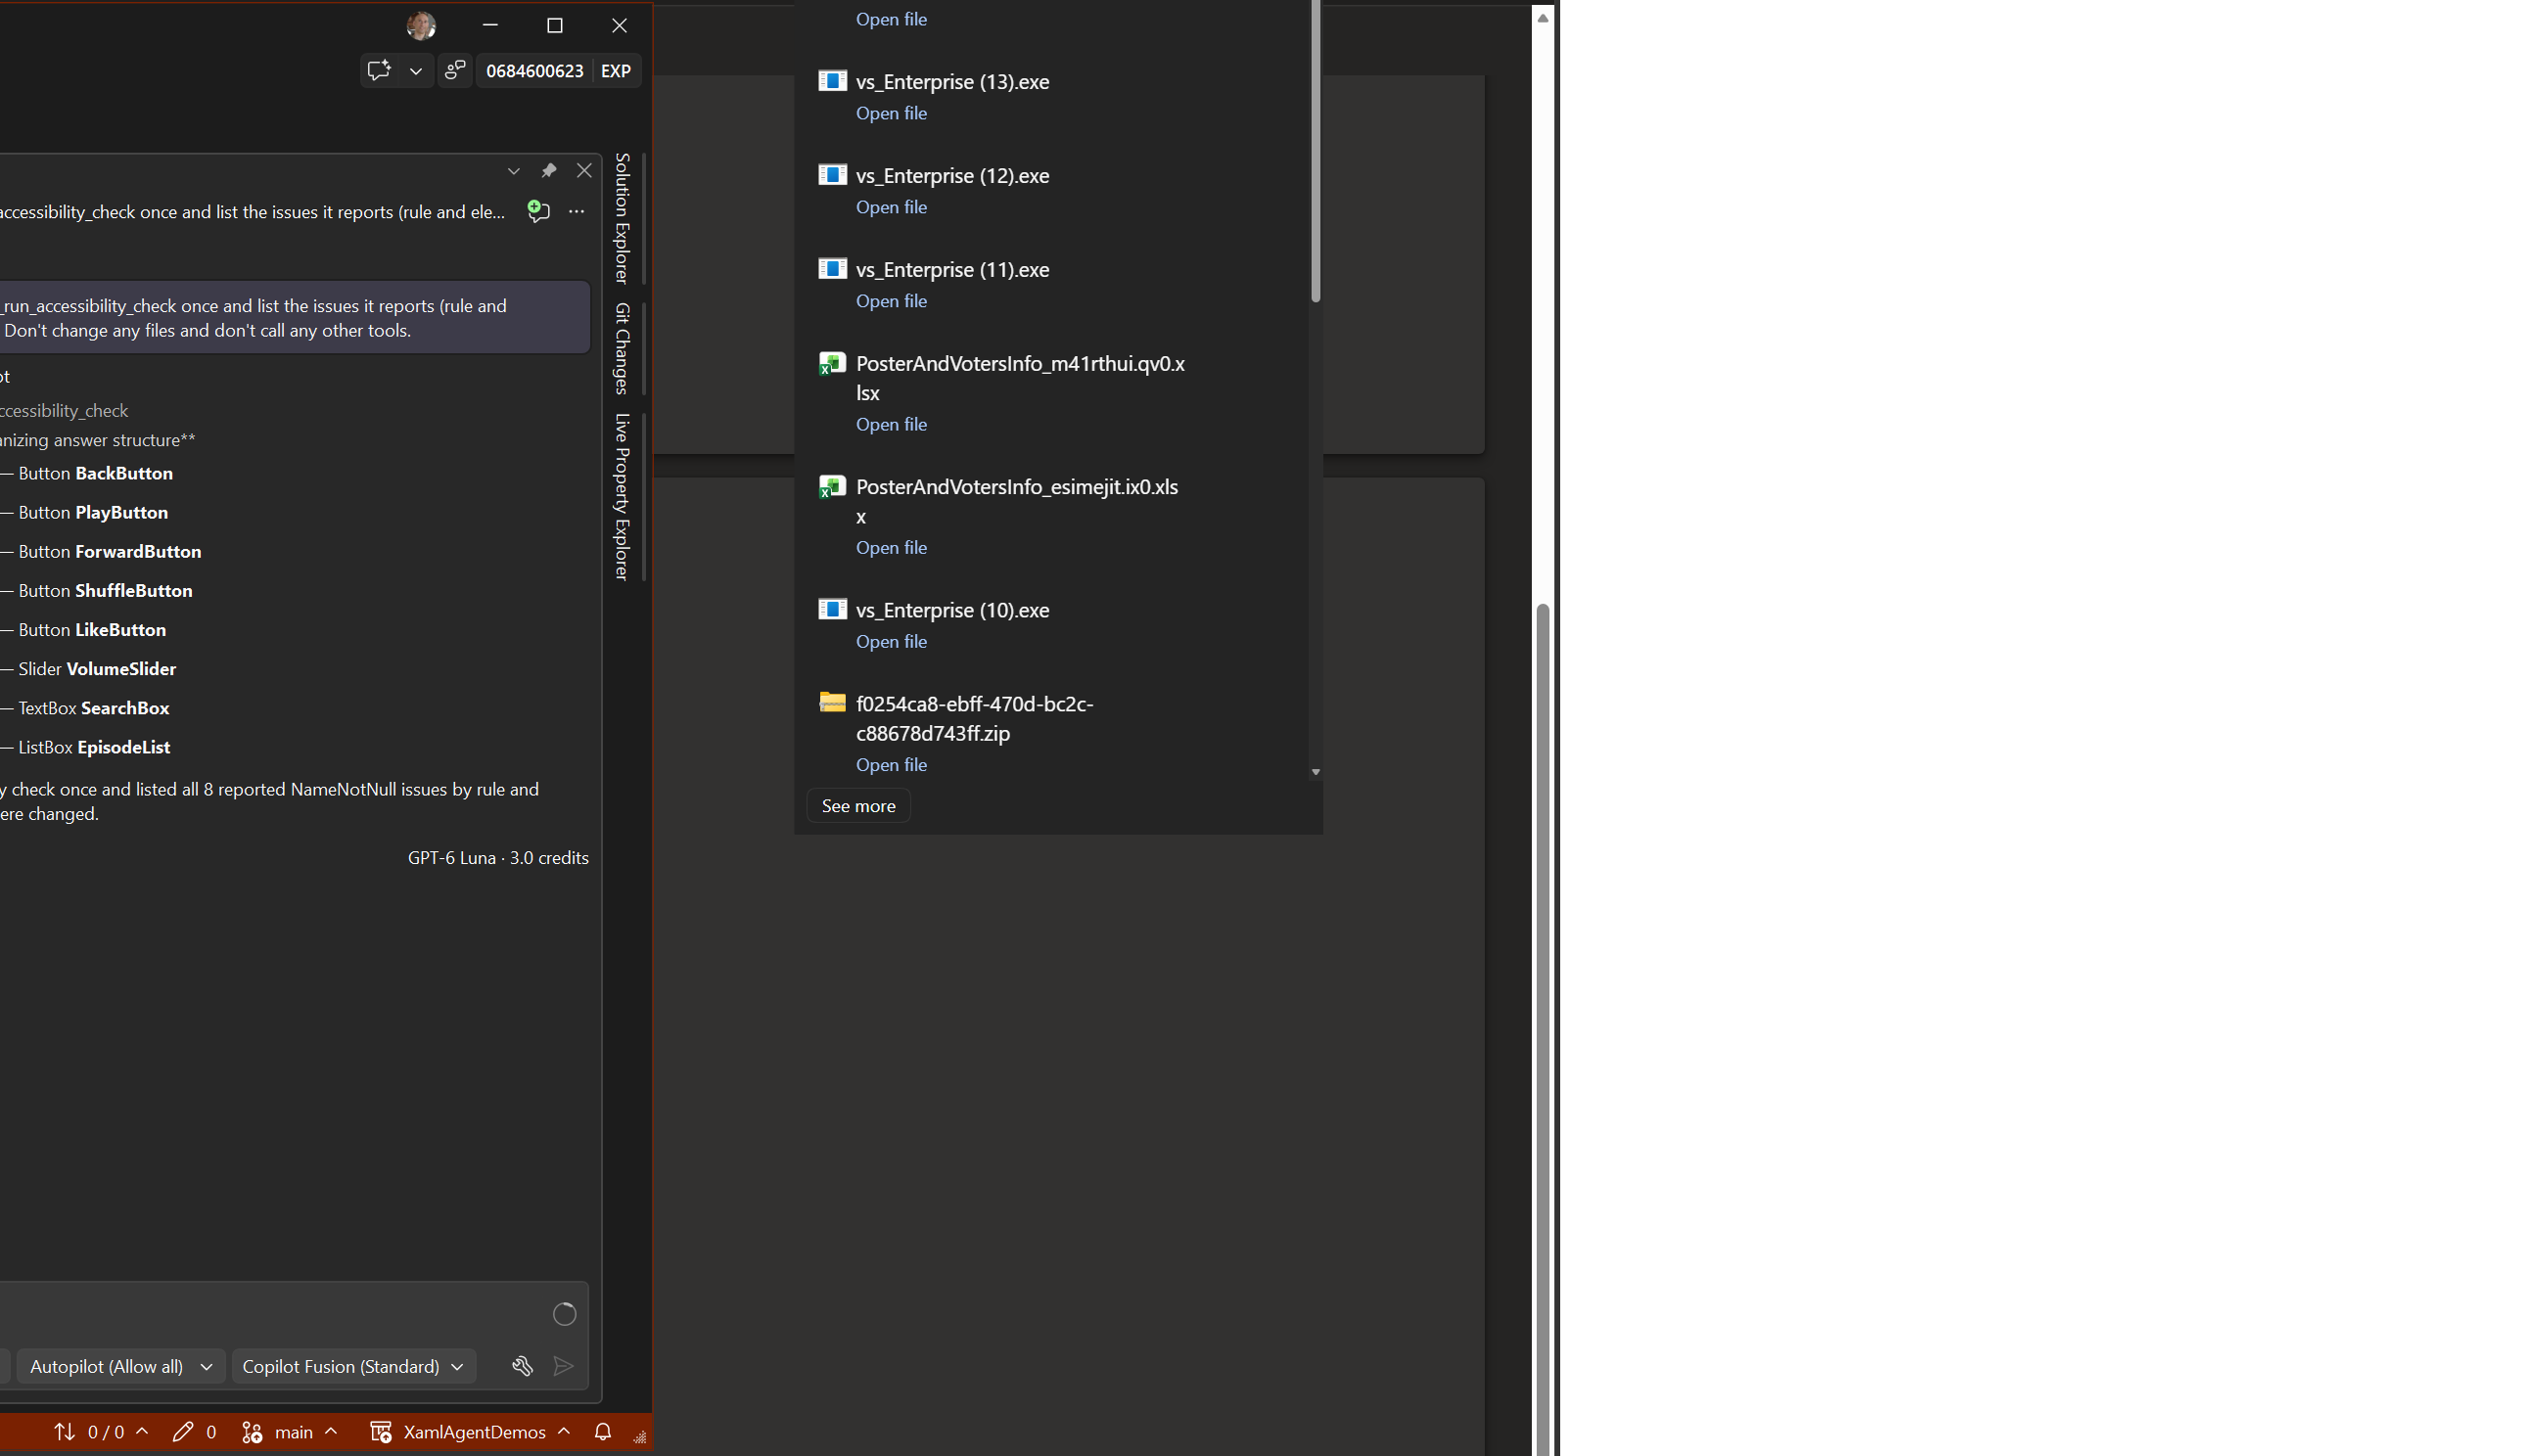 0684600623 EXP
accessibility_check once and list the issues it reports (rule and ele...
_run_accessibility_check once and list the issues it reports (rule and
Don't change any files and don't call any other tools.
ot
ccessibility_check
anizing answer structure**
— Button BackButton
— Button PlayButton
— Button ForwardButton
— Button ShuffleButton
— Button LikeButton
— Slider VolumeSlider
— TextBox SearchBox
— ListBox EpisodeList
y check once and listed all 8 reported NameNotNull issues by rule and
ere changed.
GPT-6 Luna · 3.0 credits
Autopilot (Allow all)
Copilot Fusion (Standard)
0 / 0
0
main
XamlAgentDemos
Solution Explorer
Git Changes
Live Property Explorer
Open file
vs_Enterprise (13).exe
Open file
vs_Enterprise (12).exe
Open file
vs_Enterprise (11).exe
Open file
PosterAndVotersInfo_m41rthui.qv0.x
lsx
Open file
PosterAndVotersInfo_esimejit.ix0.xls
x
Open file
vs_Enterprise (10).exe
Open file
f0254ca8-ebff-470d-bc2c-
c88678d743ff.zip
Open file
See more